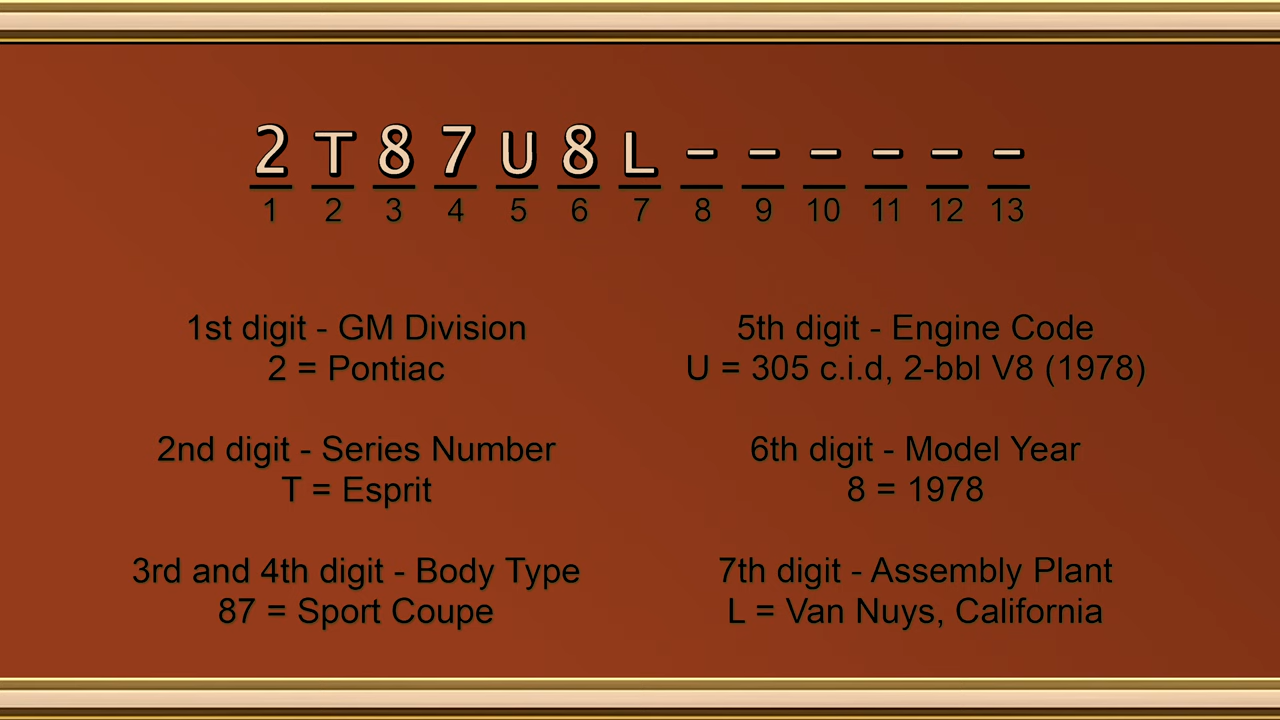 2 T 8 7 U 8 L - - - - - -
1 2 3 4 5 6 7 8 9 10 11 12 13
1st digit - GM Division
2 = Pontiac
2nd digit - Series Number
T = Esprit
3rd and 4th digit - Body Type
87 = Sport Coupe
5th digit - Engine Code
U = 305 c.i.d, 2-bbl V8 (1978)
6th digit - Model Year
8 = 1978
7th digit - Assembly Plant
L = Van Nuys, California